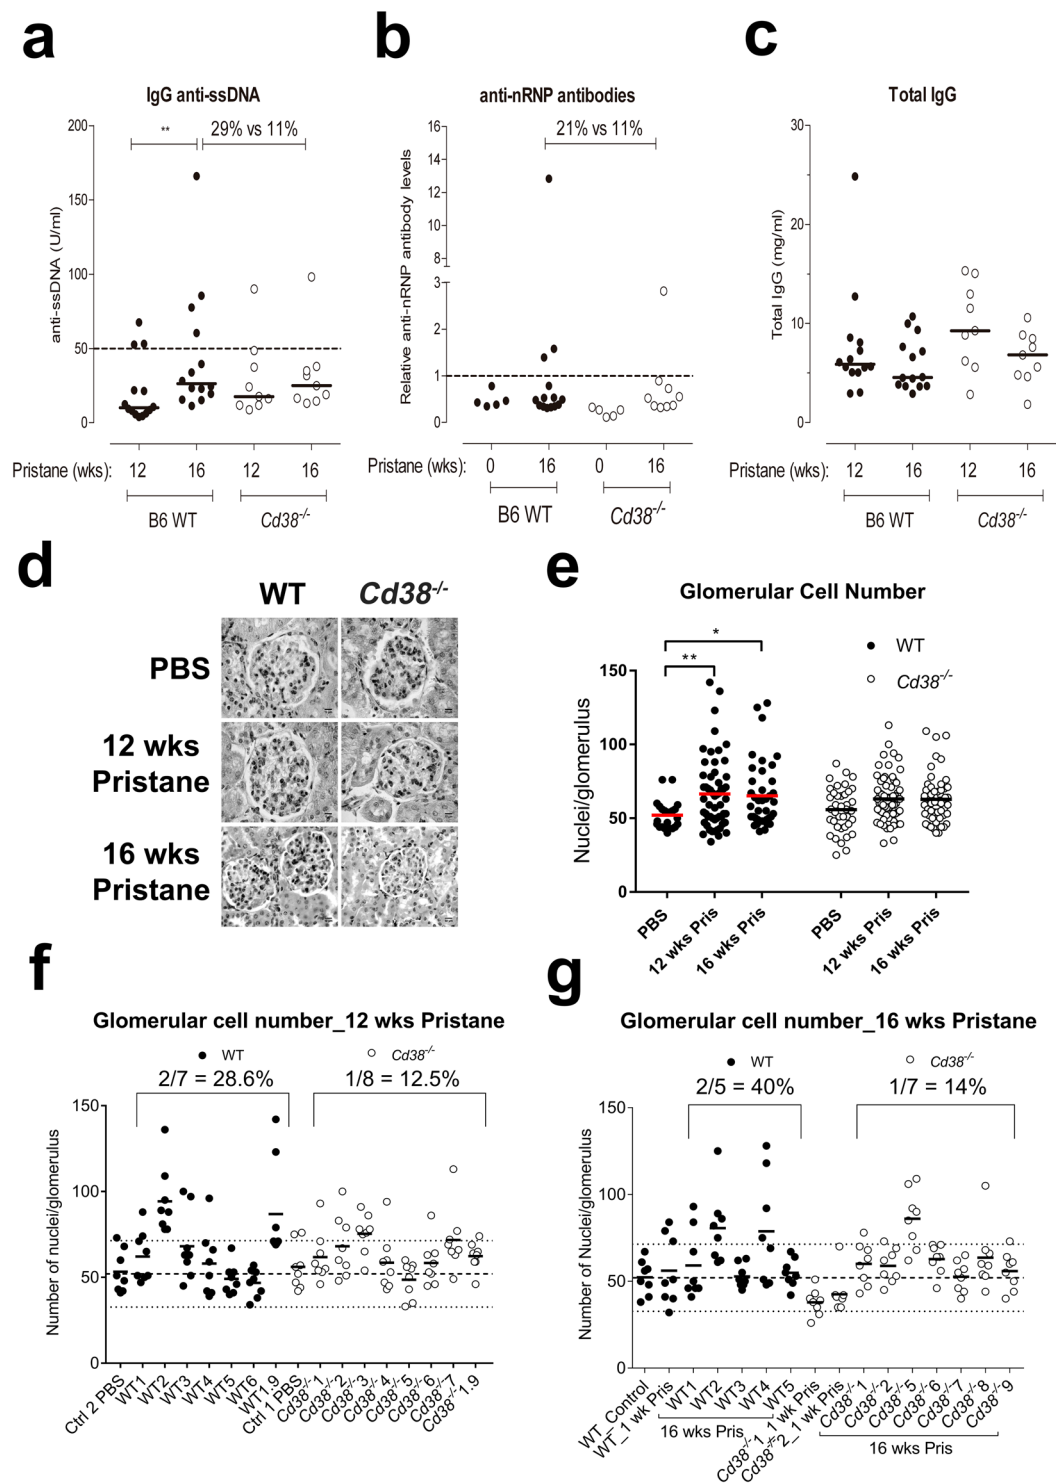 a
b
c
IgG anti-ssDNA
anti-nRNP antibodies
Total IgG
anti-ssDNA (U/ml)
200
150
100
50
0
**
29% vs 11%
Relative anti-nRNP antibody levels
16
14
12
10
8
3
2
1
0
21% vs 11%
Total IgG (mg/ml)
30
20
10
0
Pristane (wks): 12 16 12 16
B6 WT Cd38-/-
Pristane (wks): 0 16 0 16
B6 WT Cd38-/-
Pristane (wks): 12 16 12 16
B6 WT Cd38-/-
d
WT Cd38-/-
PBS
12 wks
Pristane
16 wks
Pristane
e
Glomerular Cell Number
WT
Cd38-/-
*
**
Nuclei/glomerulus
150
100
50
0
PBS
12 wks Pris
16 wks Pris
PBS
12 wks Pris
16 wks Pris
f
Glomerular cell number_12 wks Pristane
WT Cd38-/-
2/7 = 28.6% 1/8 = 12.5%
Number of nuclei/glomerulus
150
100
50
0
Ctrl 2 PBS
WT1
WT2
WT3
WT4
WT5
WT6
WT1.9
Ctrl 1 PBS
Cd38-/-1
Cd38-/-2
Cd38-/-3
Cd38-/-4
Cd38-/-5
Cd38-/-6
Cd38-/-7
Cd38-/-1.9
g
Glomerular cell number_16 wks Pristane
WT Cd38-/-
2/5 = 40% 1/7 = 14%
Number of Nuclei/glomerulus
150
100
50
0
WT_Control
WT_1 wk Pris
WT1
WT2
WT3
WT4
WT5
Cd38-/-1_1 wk Pris
Cd38-/-2_1 wk Pris
Cd38-/-1
Cd38-/-2
Cd38-/-5
Cd38-/-6
Cd38-/-7
Cd38-/-8
Cd38-/-9
16 wks Pris
16 wks Pris